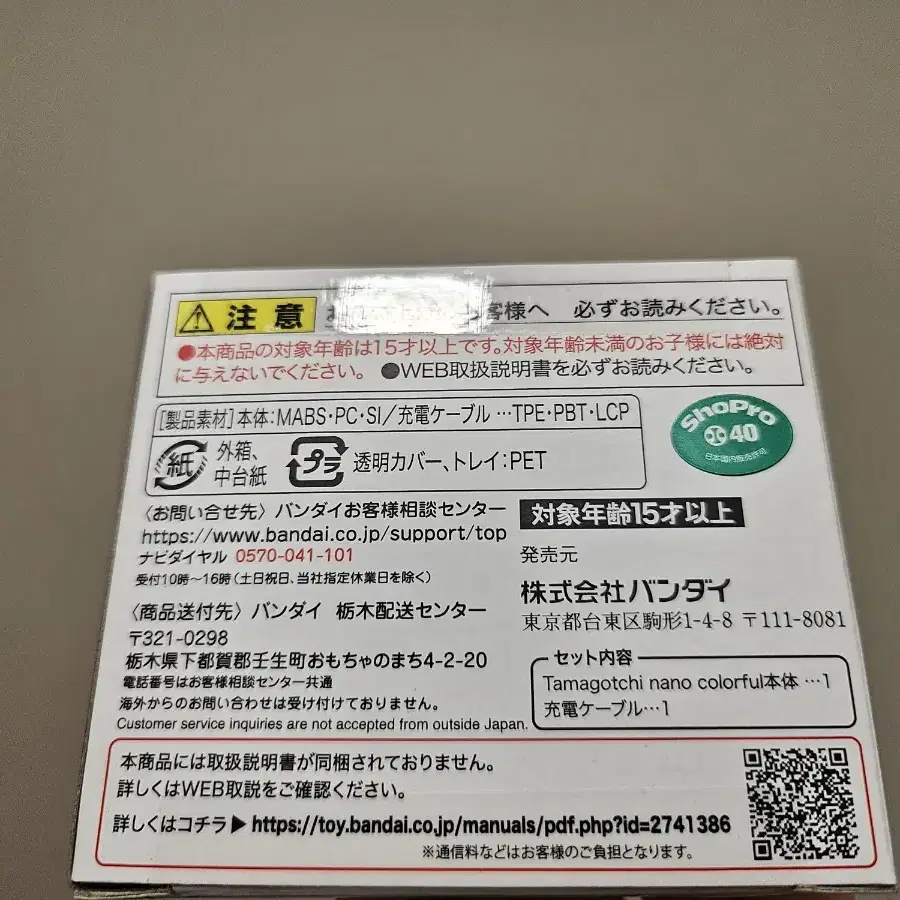 注意 客様へ 必ずお読みください。
●本商品の対象年齢は15才以上です。対象年齢未満のお子様には絶対
に与えないでください。 ●WEB取扱説明書を必ずお読みください。
[製品素材]本体:MABS・PC・SI/充電ケーブル…TPE・PBT・LCP
紙 外箱、
中台紙
プラ 透明カバー、トレイ:PET
ShoPro
40
日本国内販売許可
〈お問い合せ先〉バンダイお客様相談センター
https://www.bandai.co.jp/support/top
ナビダイヤル 0570-041-101
受付10時~16時(土日祝日、当社指定休業日を除く)
〈商品送付先〉バンダイ 栃木配送センター
〒321-0298
栃木県下都賀郡壬生町おもちゃのまち4-2-20
電話番号はお客様相談センター共通
海外からのお問い合わせは受け付けておりません。
Customer service inquiries are not accepted from outside Japan.
対象年齢15才以上
発売元
株式会社バンダイ
東京都台東区駒形1-4-8 〒111-8081
セット内容
Tamagotchi nano colorful本体…1
充電ケーブル…1
本商品には取扱説明書が同梱されておりません。
詳しくはWEB取説をご確認ください。
詳しくはコチラ▶https://toy.bandai.co.jp/manuals/pdf.php?id=2741386
※通信料などはお客様のご負担となります。